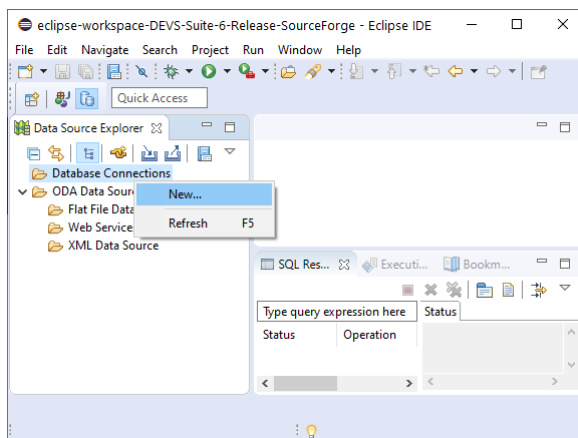 eclipse-workspace-DEVS-Suite-6-Release-SourceForge - Eclipse IDE
File Edit Navigate Search Project Run Window Help
Quick Access
Data Source Explorer
Database Connections
ODA Data Sour
Flat File Data
Web Service
XML Data Source
New...
Refresh F5
SQL Res... Executi... Bookm...
Type query expression here Status
Status Operation